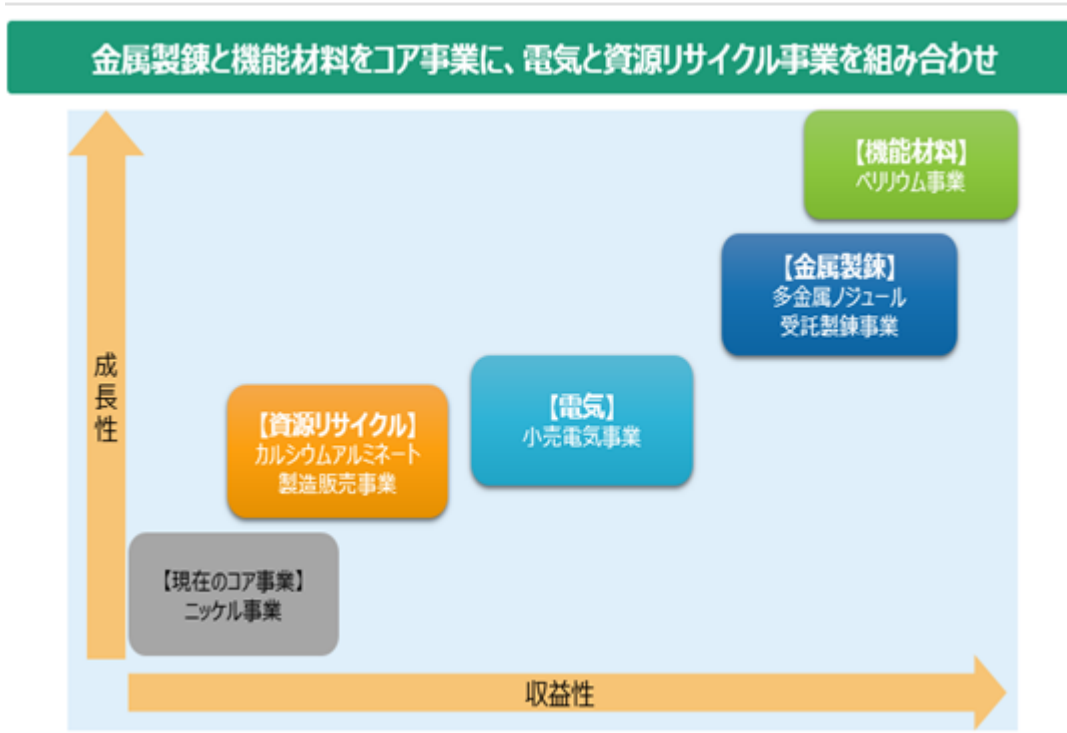 金属製錬と機能材料をコア事業に、電気と資源リサイクル事業を組み合わせ
【機能材料】
ベリリウム事業
【金属製錬】
多金属ノジュール
受託製錬事業
【電気】
小売電気事業
【資源リサイクル】
カルシウムアルミネート
製造販売事業
【現在のコア事業】
ニッケル事業
成長性
収益性